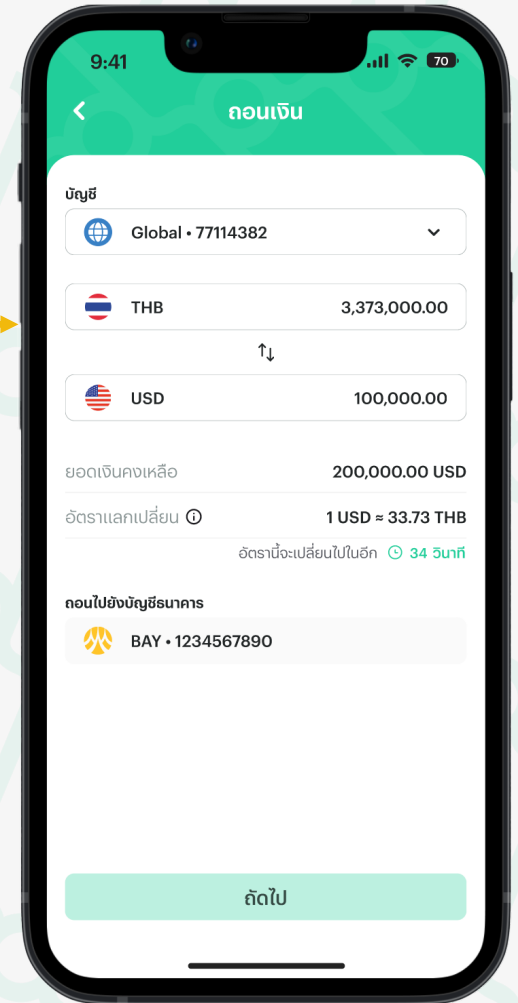 9:41
70
ถอนเงิน
บัญชี
Global • 77114382
THB 3,373,000.00
USD 100,000.00
ยอดเงินคงเหลือ 200,000.00 USD
อัตราแลกเปลี่ยน 1 USD ≈ 33.73 THB
อัตรานี้จะเปลี่ยนไปในอีก 34 วินาที
ถอนไปยังบัญชีธนาคาร
BAY • 1234567890
ถัดไป